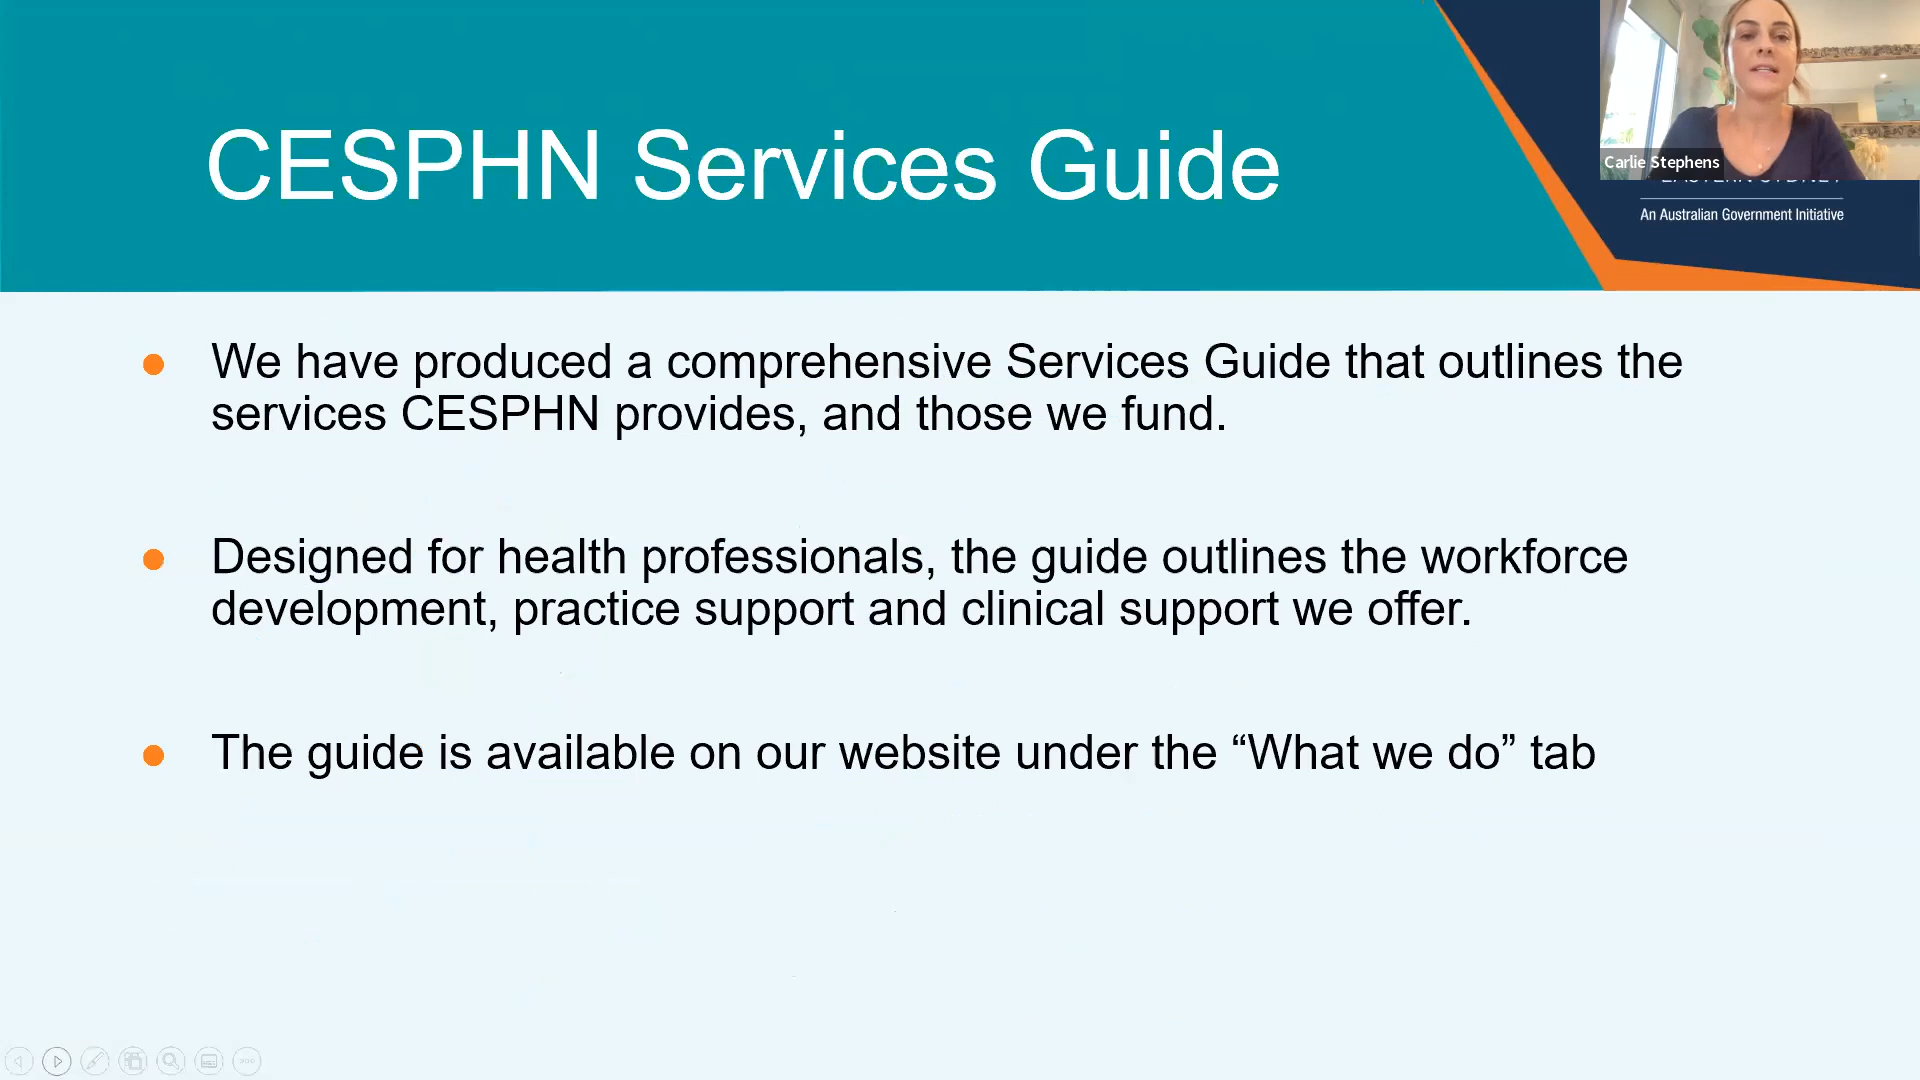 CESPHN Services Guide
Carlie Stephens
An Australian Government Initiative
We have produced a comprehensive Services Guide that outlines the
services CESPHN provides, and those we fund.
Designed for health professionals, the guide outlines the workforce
development, practice support and clinical support we offer.
The guide is available on our website under the “What we do” tab